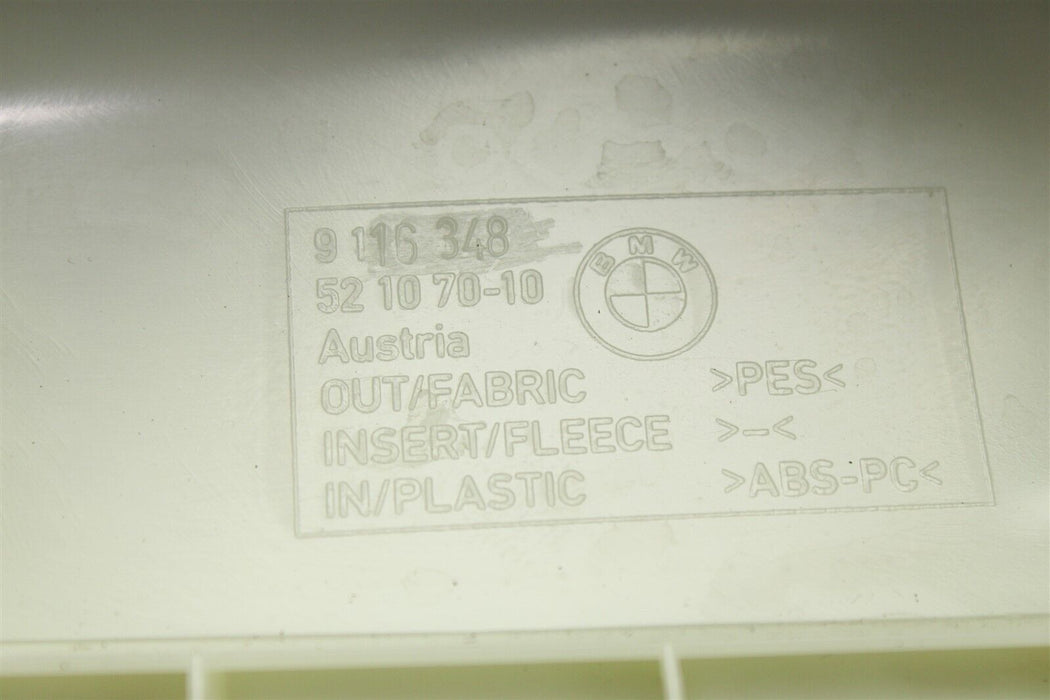 9 116 348
52 10 70-10
BMW
Austria
OUT/FABRIC >PES<
INSERT/FLEECE >-<
IN/PLASTIC >ABS-PC<